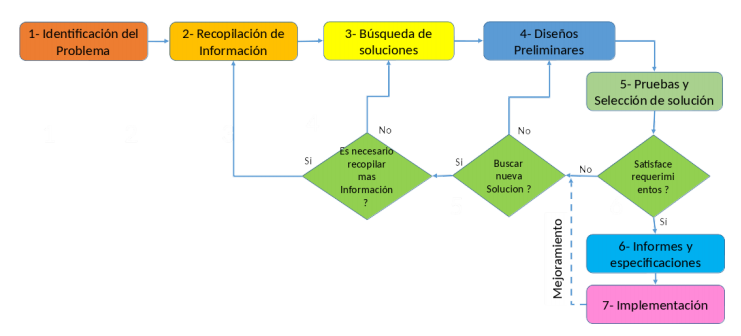 1- Identificación del
Problema
2- Recopilación de
Información
3- Búsqueda de
soluciones
4- Diseños
Preliminares
5- Pruebas y
Selección de solución
No
No
Es necesario
recopilar
mas
Información
?
Si
Si
Buscar
nueva
Solucion ?
No
Satisface
requerimi
entos ?
Si
Mejoramiento
6- Informes y
especificaciones
7- Implementación